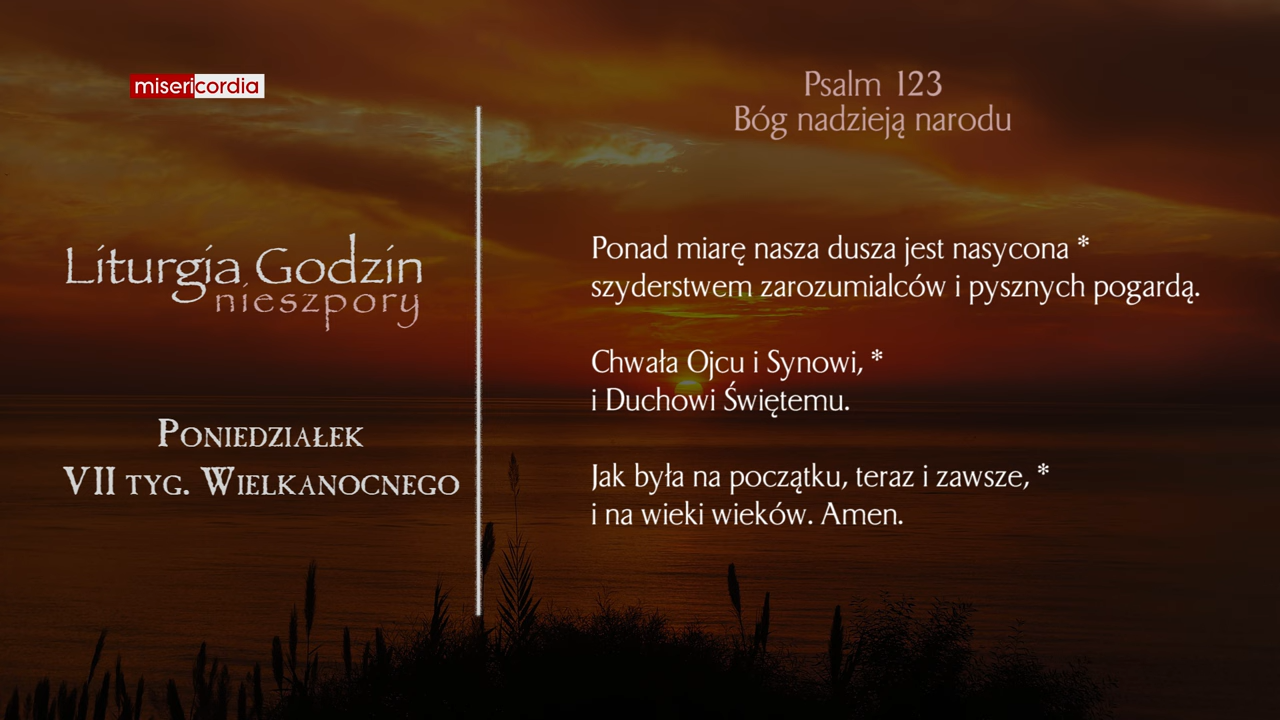 misericordia
Liturgia Godzin
nieszpory
Poniedziałek
VII tyg. Wielkanocnego
Psalm 123
Bóg nadzieją narodu
Ponad miarę nasza dusza jest nasycona *
szyderstwem zarozumialców i pysznych pogardą.
Chwała Ojcu i Synowi, *
i Duchowi Świętemu.
Jak była na początku, teraz i zawsze, *
i na wieki wieków. Amen.